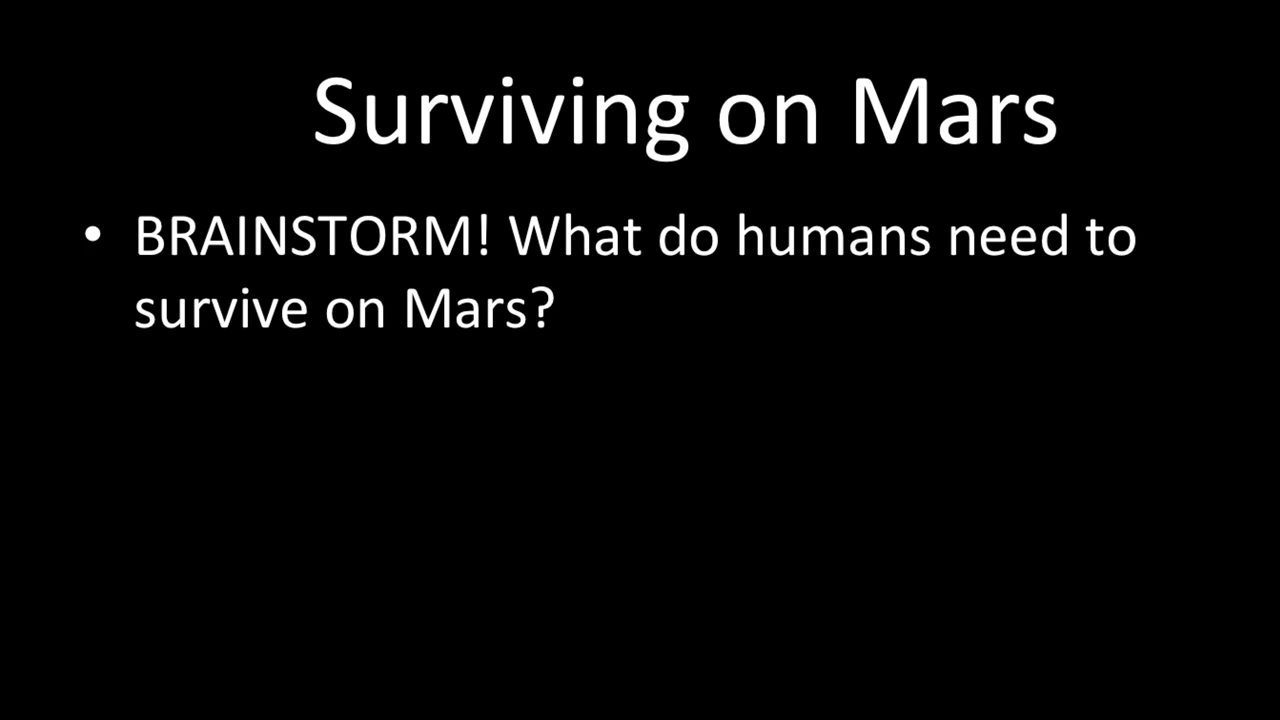 Surviving on Mars
• BRAINSTORM! What do humans need to
survive on Mars?